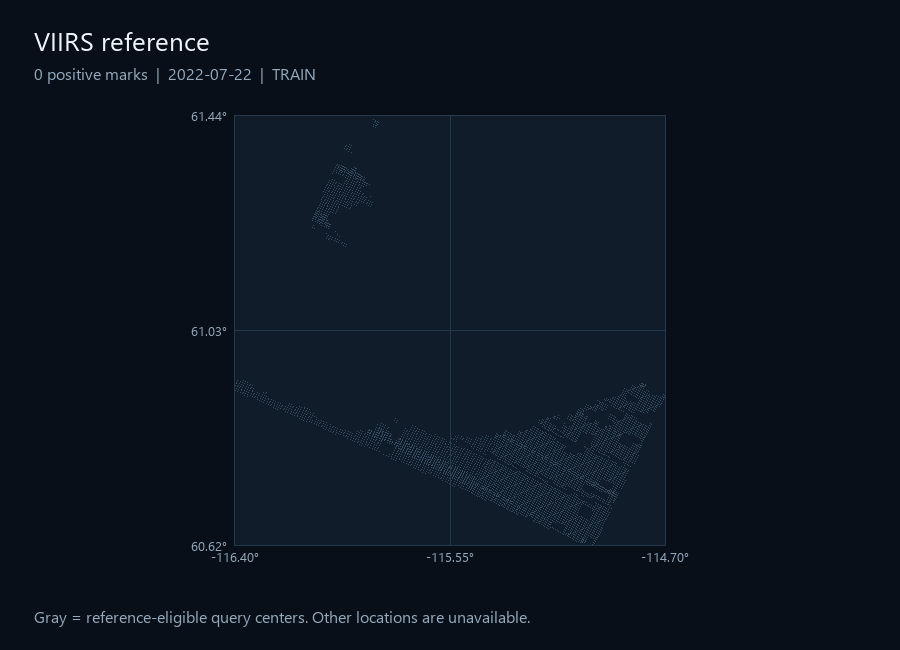 VIIRS reference
0 positive marks | 2022-07-22 | TRAIN
61.44°
61.03°
60.62°
-116.40°
-115.55°
-114.70°
Gray = reference-eligible query centers. Other locations are unavailable.